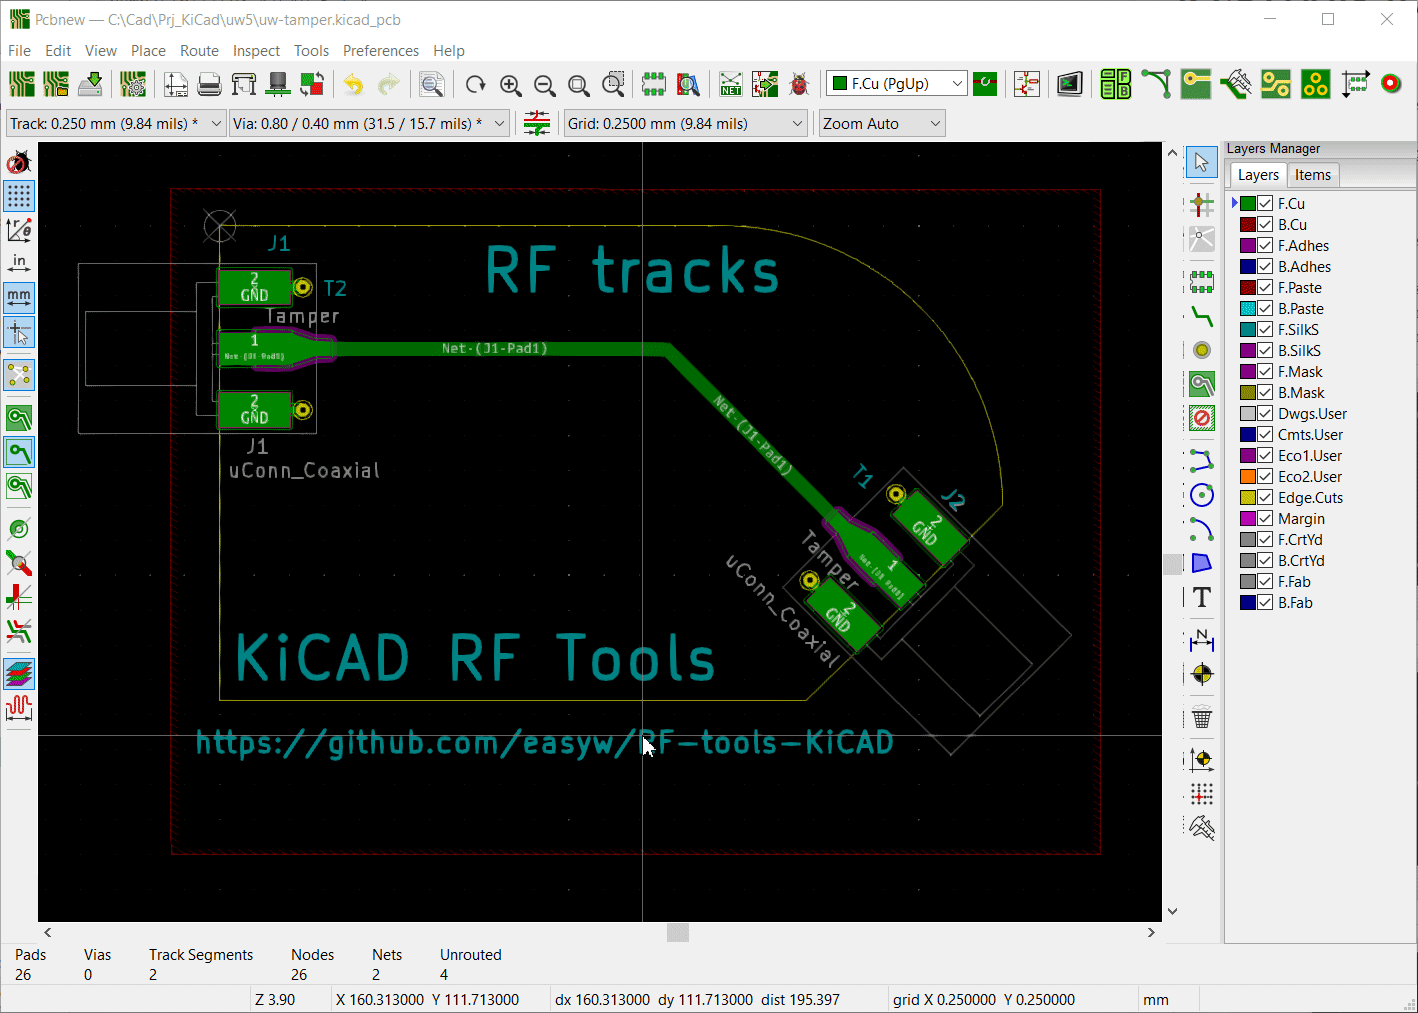 Pcbnew — C:\Cad\Prj_KiCad\uw5\uw-tamper.kicad_pcb
File Edit View Place Route Inspect Tools Preferences Help
NET
F.Cu (PgUp)
Track: 0.250 mm (9.84 mils) *
Via: 0.80 / 0.40 mm (31.5 / 15.7 mils) *
Grid: 0.2500 mm (9.84 mils)
Zoom Auto
in
mm
J1
2
GND
T2
Tamper
1
Net-(J1-Pad1)
2
GND
J1
uConn_Coaxial
RF tracks
Net-(J1-Pad1)
Net-(J1-Pad1)
T1
J2
2
GND
Tamper
1
Net-(J1-Pad1)
2
GND
uConn_Coaxial
KiCAD RF Tools
https://github.com/easyw/RF-tools-KiCAD
T
N
Layers Manager
Layers Items
F.Cu
B.Cu
F.Adhes
B.Adhes
F.Paste
B.Paste
F.SilkS
B.SilkS
F.Mask
B.Mask
Dwgs.User
Cmts.User
Eco1.User
Eco2.User
Edge.Cuts
Margin
F.CrtYd
B.CrtYd
F.Fab
B.Fab
Pads Vias Track Segments Nodes Nets Unrouted
26 0 2 26 2 4
Z 3.90 X 160.313000 Y 111.713000 dx 160.313000 dy 111.713000 dist 195.397 grid X 0.250000 Y 0.250000 mm